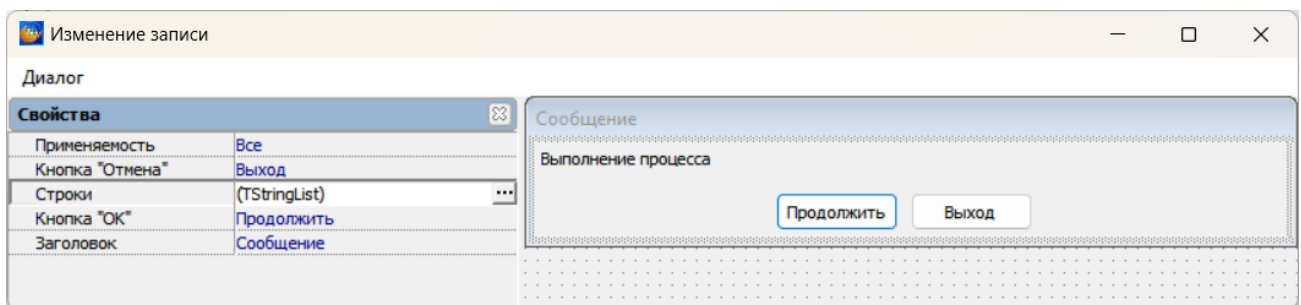 Изменение записи
Диалог
Свойства
Применяемость Все
Кнопка "Отмена" Выход
Строки (TStringList) ...
Кнопка "ОК" Продолжить
Заголовок Сообщение
Сообщение
Выполнение процесса
Продолжить Выход